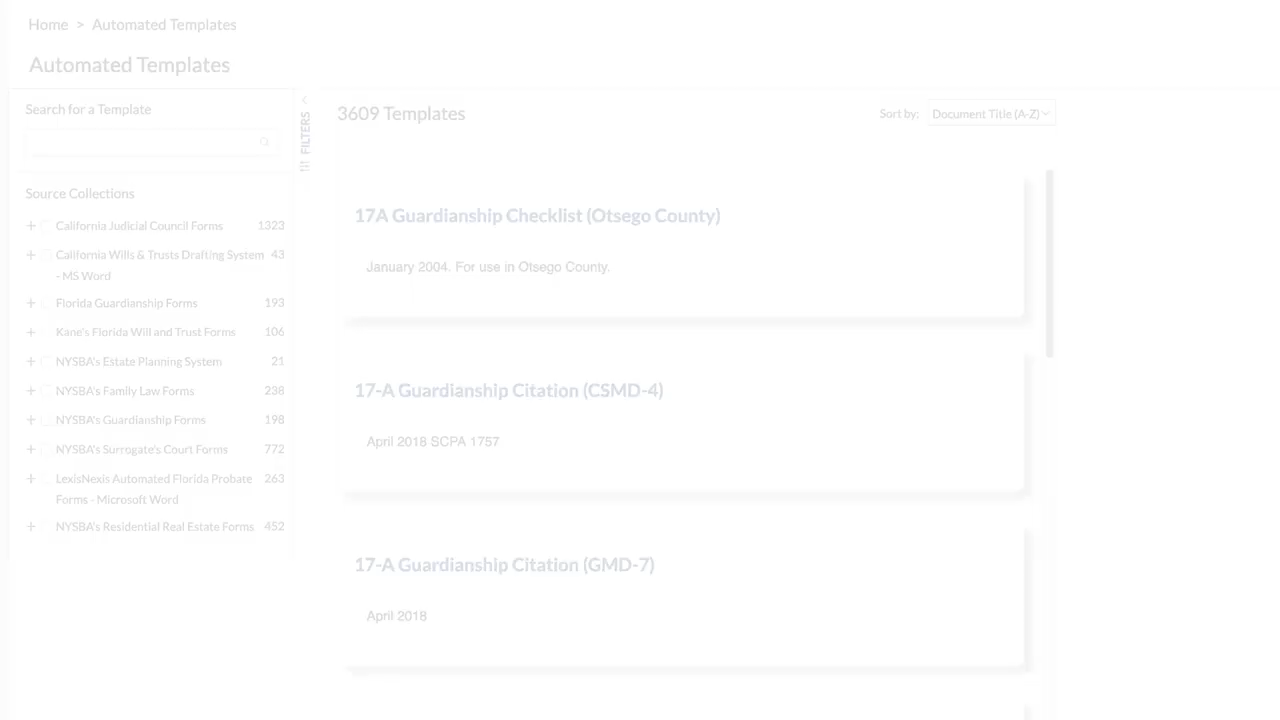 Home > Automated Templates
Automated Templates
Search for a Template
Source Collections
+ California Judicial Council Forms 1323
+ California Wills & Trusts Drafting System 43
- MS Word
+ Florida Guardianship Forms 193
+ Kane's Florida Will and Trust Forms 106
+ NYSBA's Estate Planning System 21
+ NYSBA's Family Law Forms 238
+ NYSBA's Guardianship Forms 198
+ NYSBA's Surrogate's Court Forms 772
+ LexisNexis Automated Florida Probate 263
Forms - Microsoft Word
+ NYSBA's Residential Real Estate Forms 452
FILTERS
3609 Templates
Sort by: Document Title (A-Z)
17A Guardianship Checklist (Otsego County)
January 2004. For use in Otsego County.
17-A Guardianship Citation (CSMD-4)
April 2018 SCPA 1757
17-A Guardianship Citation (GMD-7)
April 2018